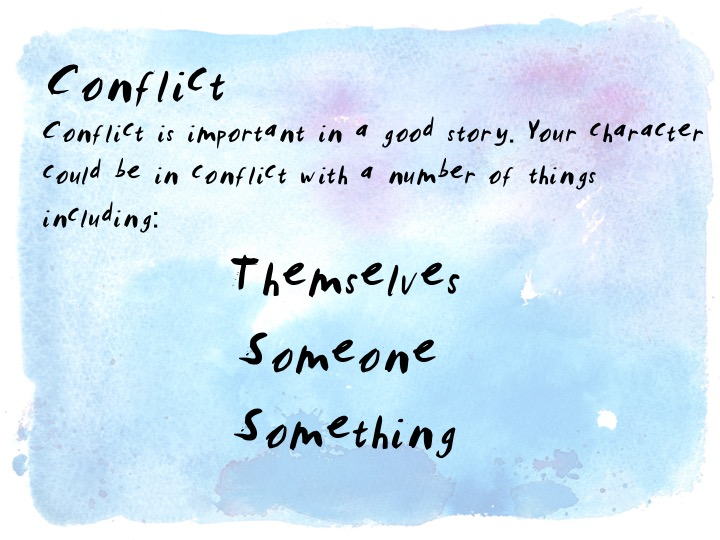 Conflict
Conflict is important in a good story. Your character
could be in conflict with a number of things
including:
Themselves
Someone
Something